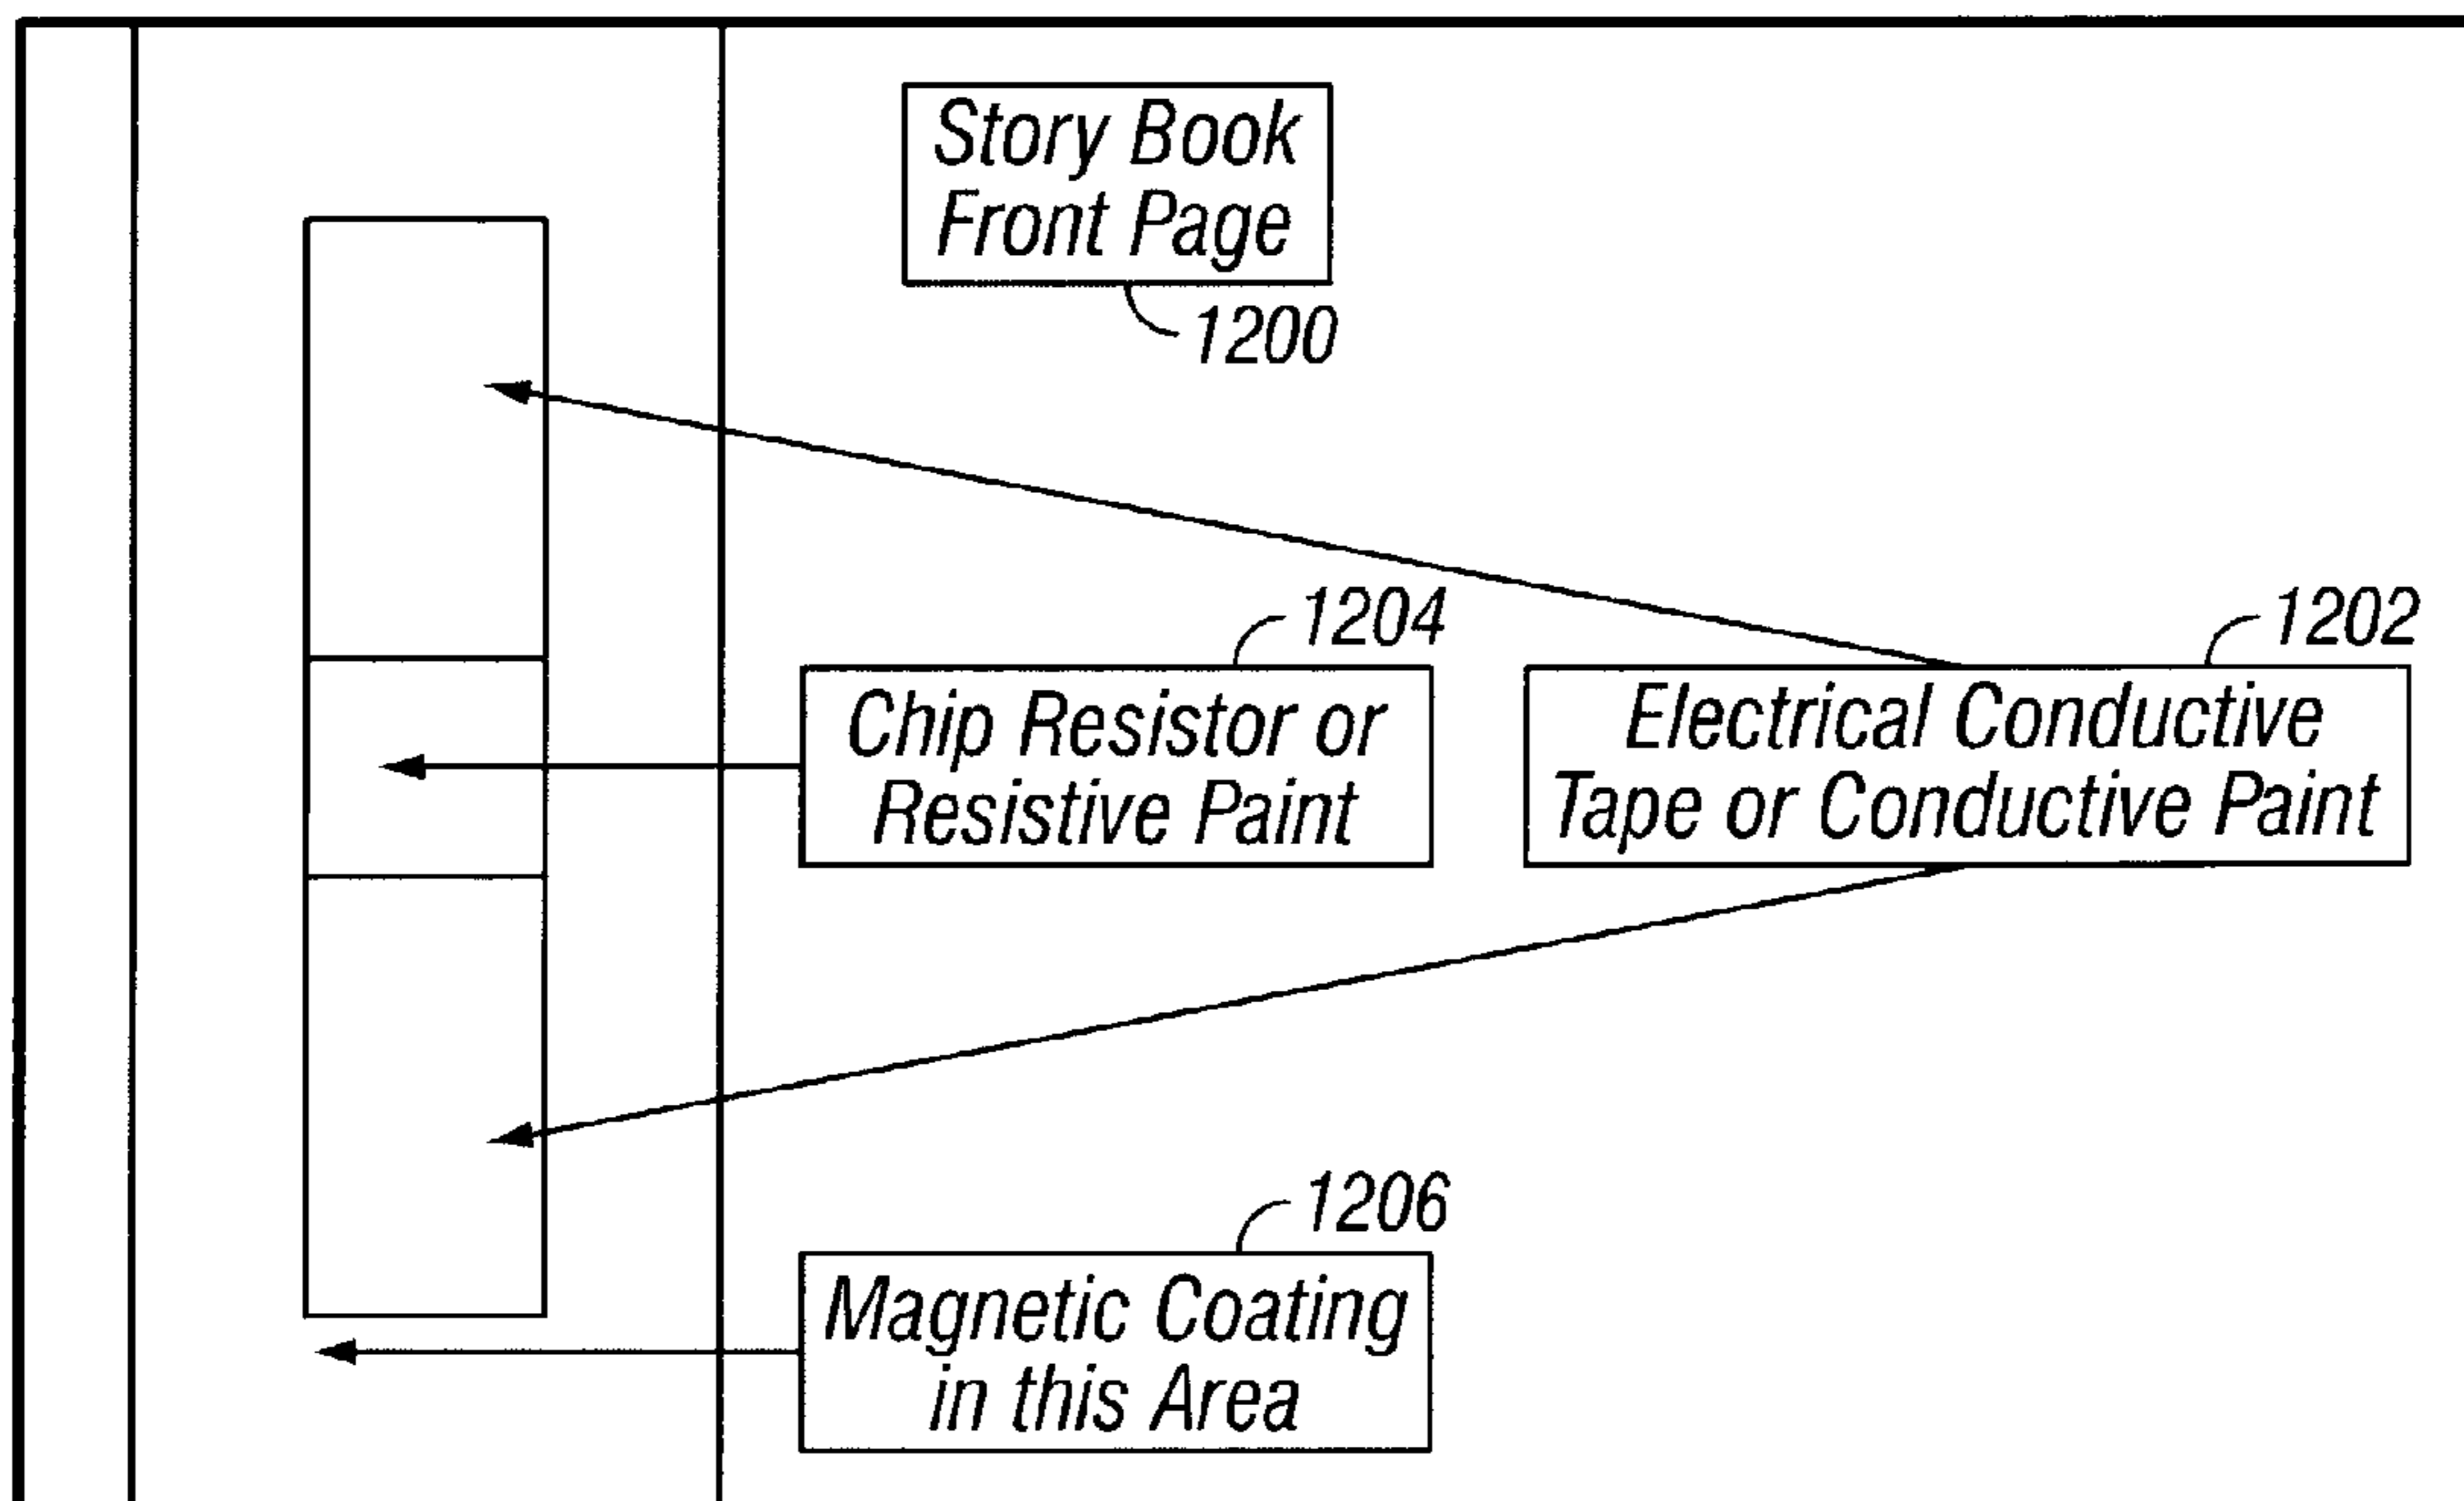 Story Book
Front Page
1200
1204
Chip Resistor or
Resistive Paint
1202
Electrical Conductive
Tape or Conductive Paint
1206
Magnetic Coating
in this Area